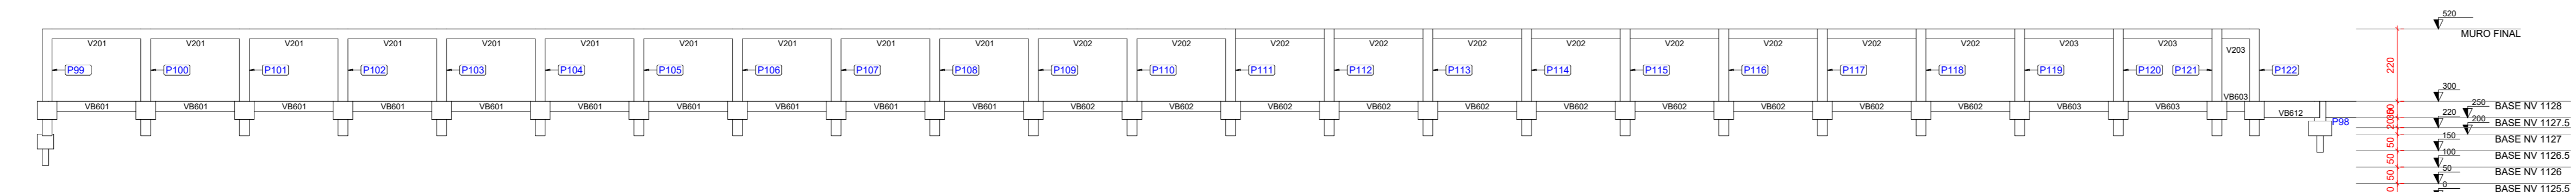 520
MURO FINAL
V201 V201 V201 V201 V201 V201 V201 V201 V201 V201 V202 V202 V202 V202 V202 V202 V202 V202 V202 V202 V203 V203
V203
P99 P100 P101 P102 P103 P104 P105 P106 P107 P108 P109 P110 P111 P112 P113 P114 P115 P116 P117 P118 P119 P120 P121 P122
220
300
VB603
VB601 VB601 VB601 VB601 VB601 VB601 VB601 VB601 VB601 VB601 VB602 VB602 VB602 VB602 VB602 VB602 VB602 VB602 VB602 VB602 VB603 VB603
250 BASE NV 1128
VB612
220
P98
200 BASE NV 1127.5
150
50
BASE NV 1127
100
50
BASE NV 1126.5
50
50
BASE NV 1126
0
BASE NV 1125.5